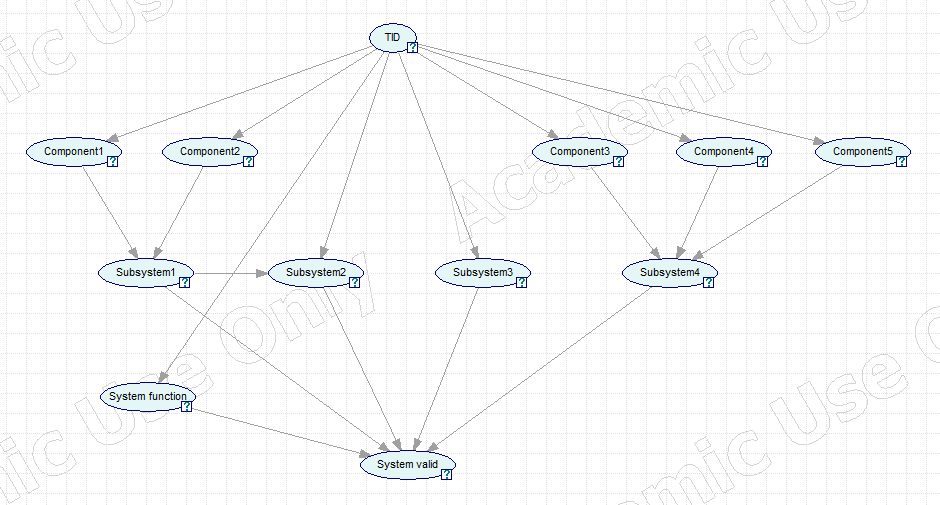 TID
?
Component1
?
Component2
?
Component3
?
Component4
?
Component5
?
Subsystem1
?
Subsystem2
?
Subsystem3
?
Subsystem4
?
System function
?
System valid
?
Academic Use Only